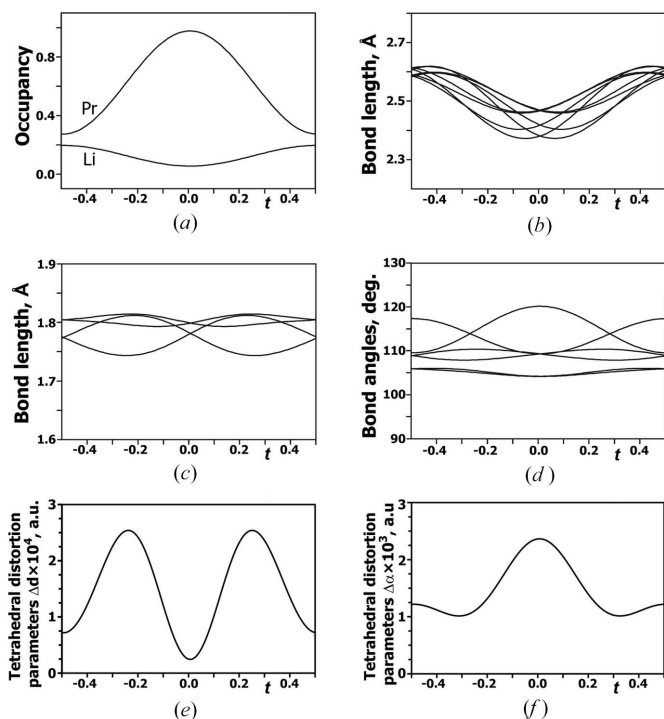 Occupancy
0.8
0.4
0.0
Pr
Li
-0.4 -0.2 0.0 0.2 t 0.4
(a)
Bond length, Å
2.7
2.5
2.3
-0.4 -0.2 0.0 0.2 t 0.4
(b)
Bond length, Å
1.9
1.8
1.7
1.6
-0.4 -0.2 0.0 0.2 t 0.4
(c)
Bond angles, deg.
130
120
110
100
90
-0.4 -0.2 0.0 0.2 t 0.4
(d)
Tetrahedral distortion
parameters Δd×10⁴, a.u.
3
2
1
0
-0.4 -0.2 0.0 0.2 t 0.4
(e)
Tetrahedral distortion
parameters Δα×10³, a.u
3
2
1
0
-0.4 -0.2 0.0 0.2 t 0.4
(f)